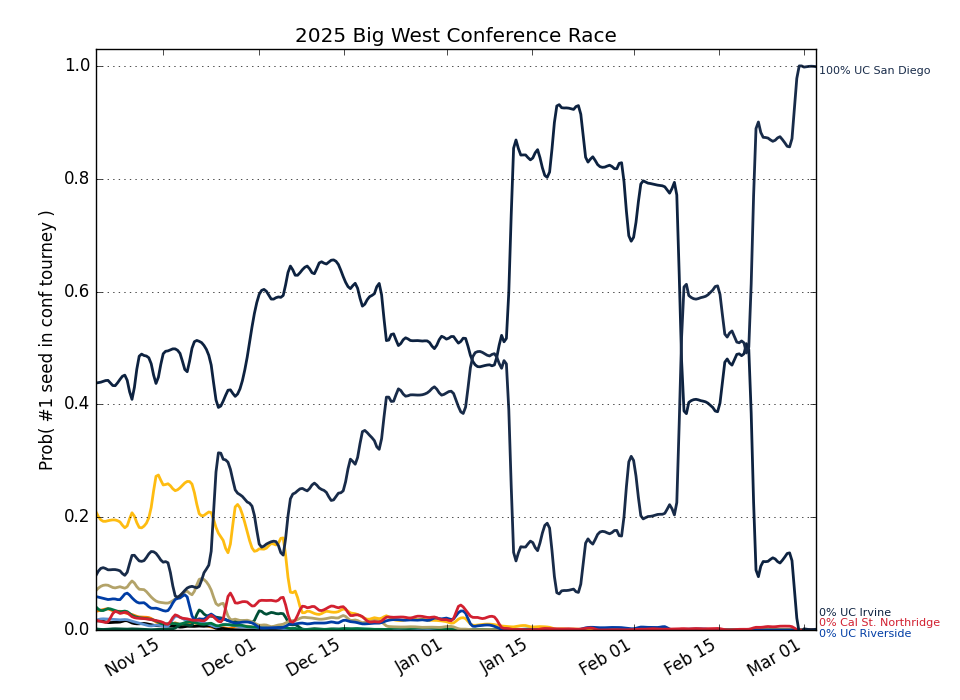 2025 Big West Conference Race
Prob( #1 seed in conf tourney )
1.0
0.8
0.6
0.4
0.2
0.0
Nov 15
Dec 01
Dec 15
Jan 01
Jan 15
Feb 01
Feb 15
Mar 01
100% UC San Diego
0% UC Irvine
0% Cal St. Northridge
0% UC Riverside